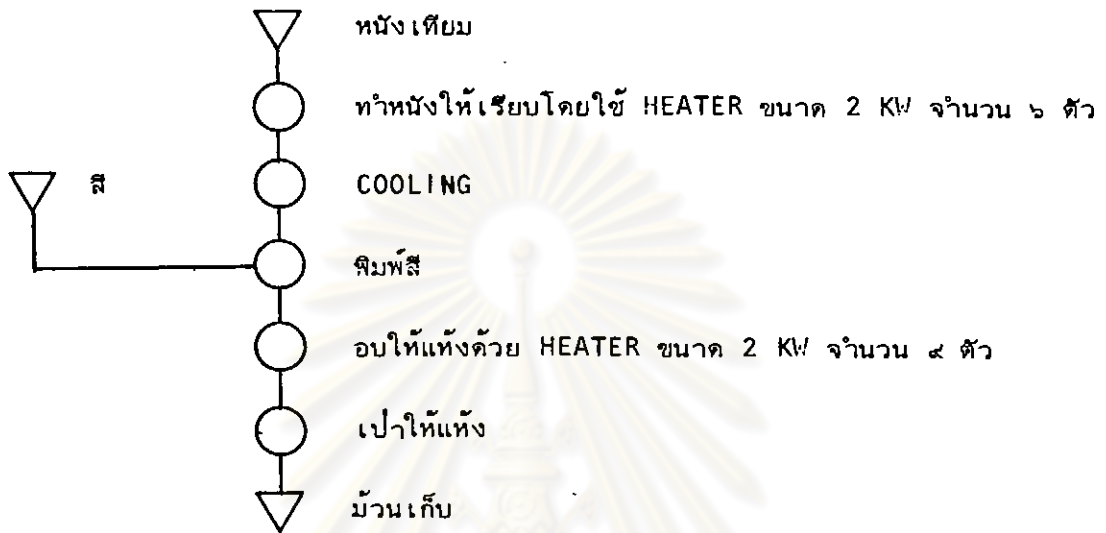 หนังเทียม
ทำหนังให้เรียบโดยใช้ HEATER ขนาด 2 KW จำนวน ๖ ตัว
สี
COOLING
พิมพ์สี
อบให้แห้งด้วย HEATER ขนาด 2 KW จำนวน ๙ ตัว
เป่าให้แห้ง
ม้วนเก็บ